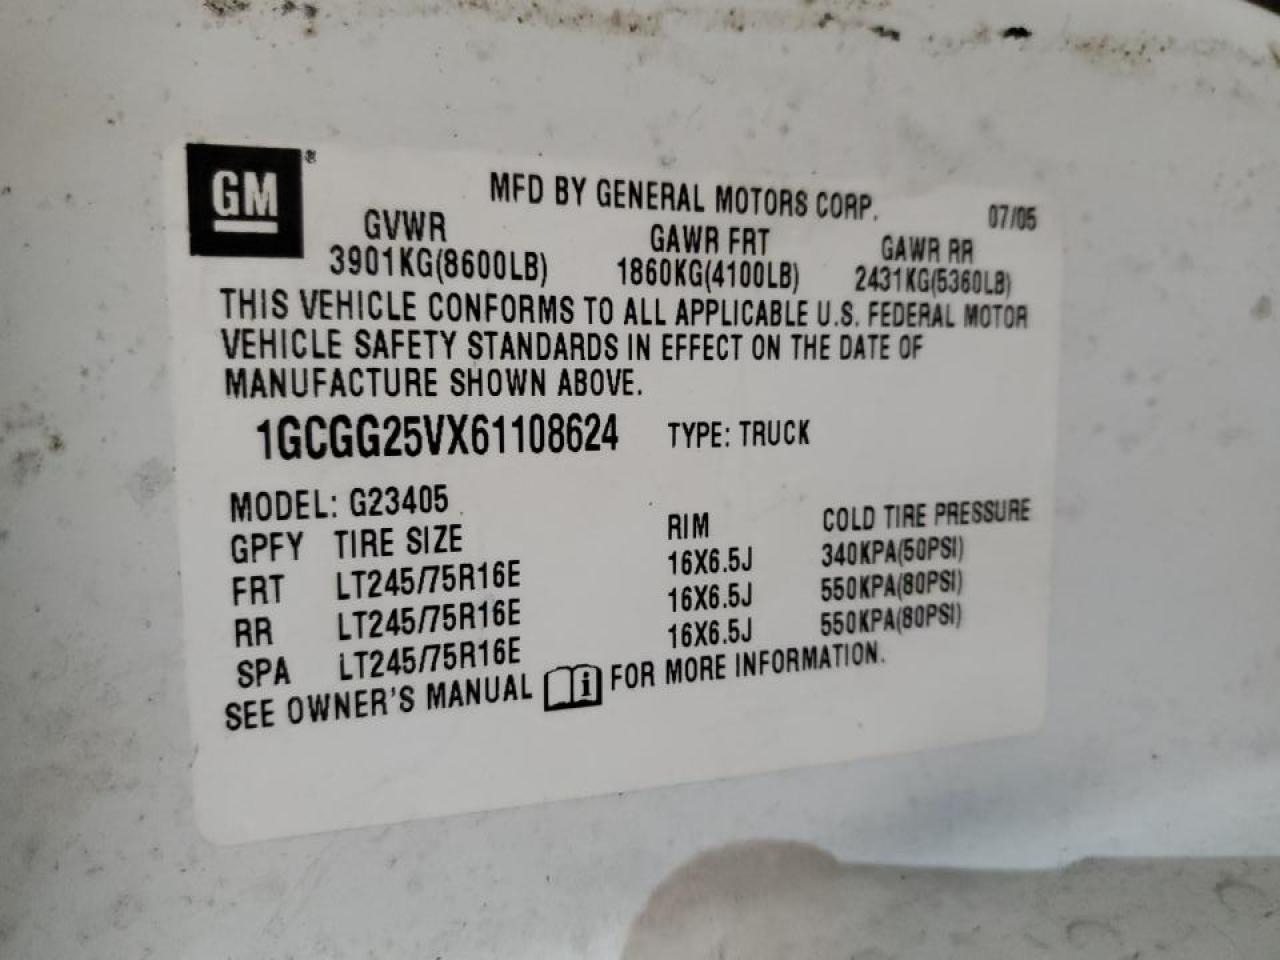 GM®
MFD BY GENERAL MOTORS CORP.
07/05
GVWR GAWR FRT GAWR RR
3901KG(8600LB) 1860KG(4100LB) 2431KG(5360LB)
THIS VEHICLE CONFORMS TO ALL APPLICABLE U.S. FEDERAL MOTOR
VEHICLE SAFETY STANDARDS IN EFFECT ON THE DATE OF
MANUFACTURE SHOWN ABOVE.
1GCGG25VX61108624 TYPE: TRUCK
MODEL: G23405
GPFY TIRE SIZE RIM COLD TIRE PRESSURE
FRT LT245/75R16E 16X6.5J 340KPA(50PSI)
RR LT245/75R16E 16X6.5J 550KPA(80PSI)
SPA LT245/75R16E 16X6.5J 550KPA(80PSI)
SEE OWNER'S MANUAL i FOR MORE INFORMATION.